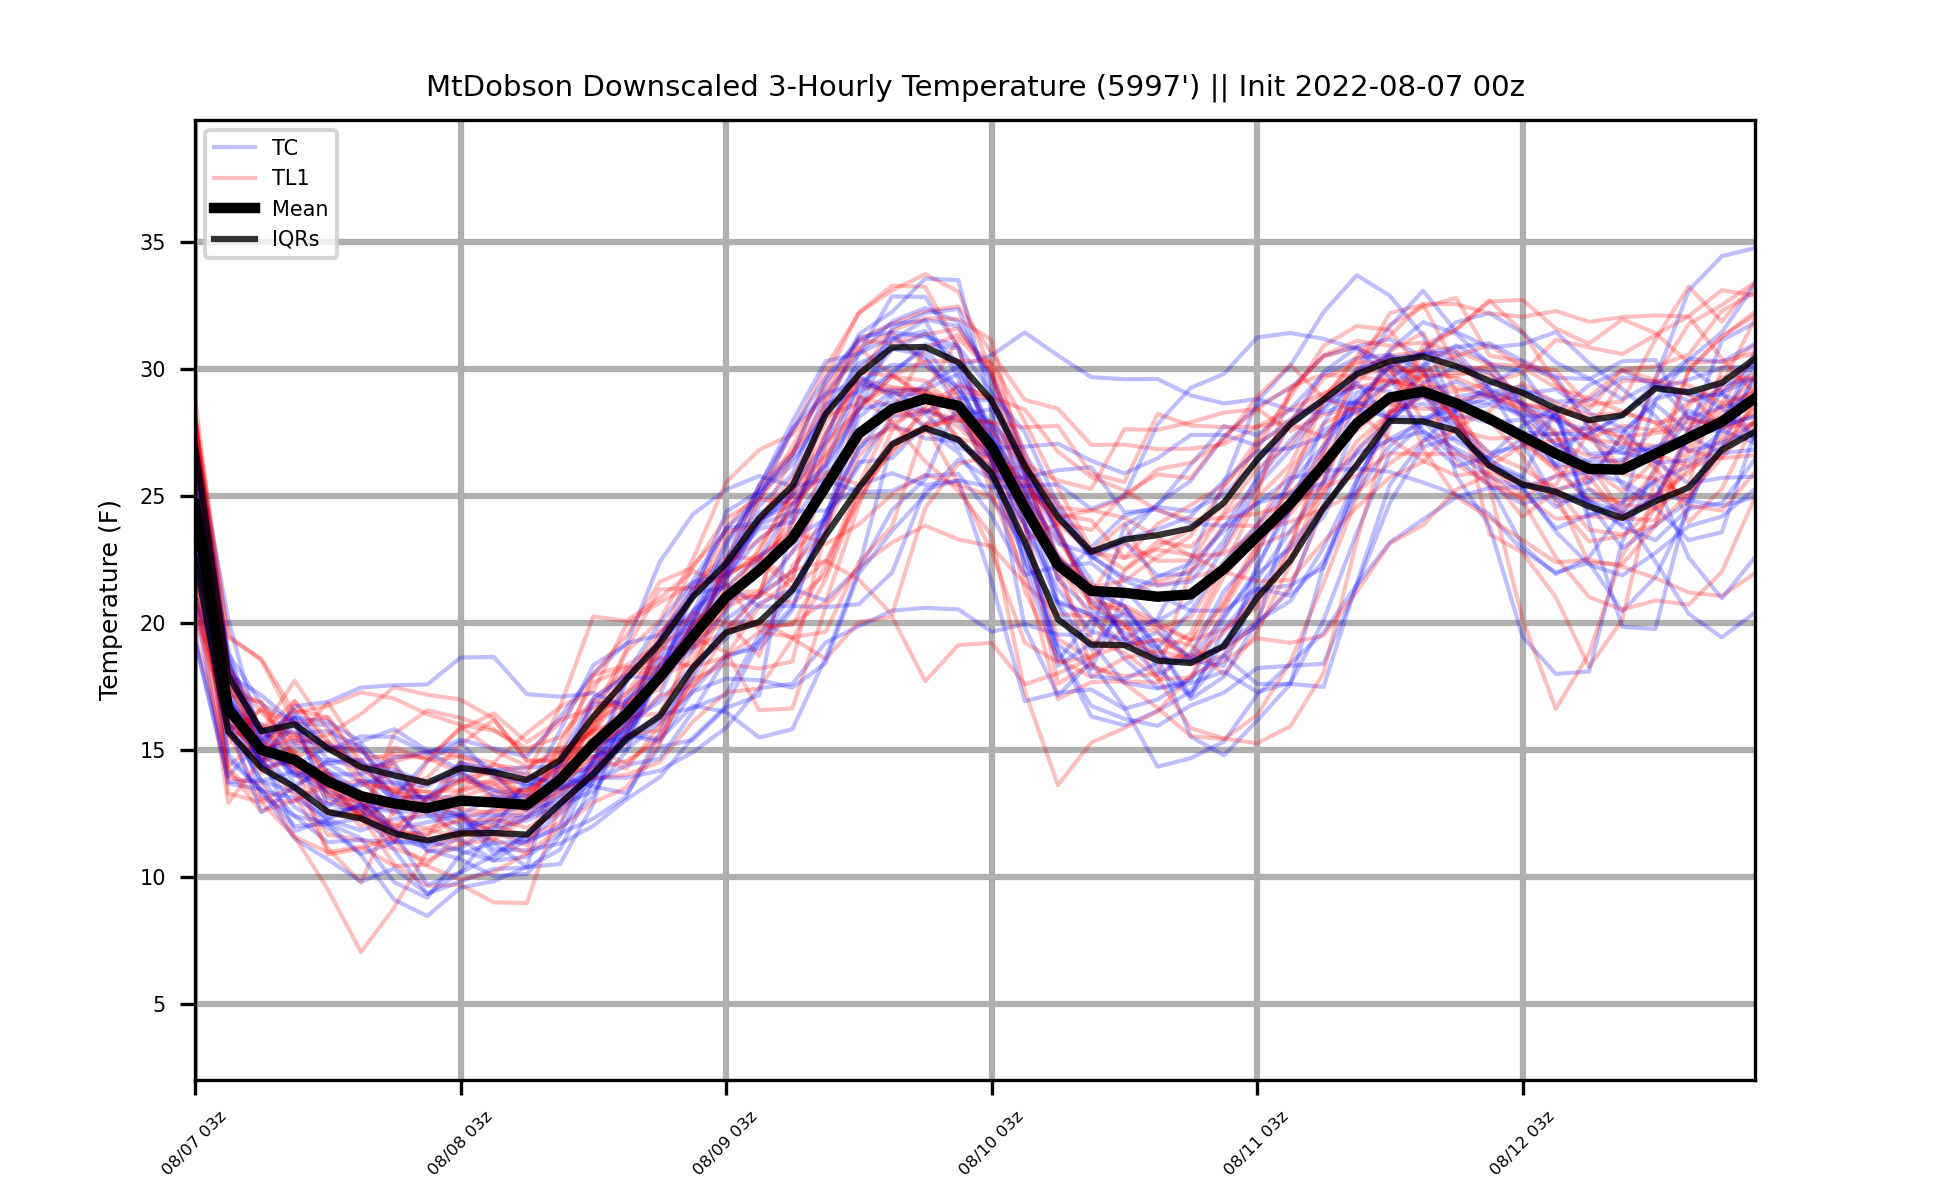 MtDobson Downscaled 3-Hourly Temperature (5997') || Init 2022-08-07 00z
TC
TL1
Mean
IQRs
Temperature (F)
35
30
25
20
15
10
5
08/07 03z
08/08 03z
08/09 03z
08/10 03z
08/11 03z
08/12 03z